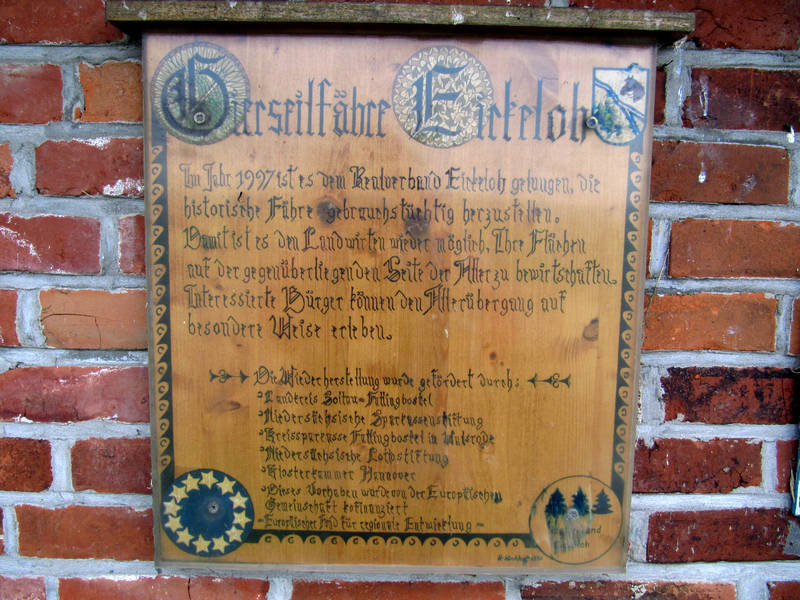 Gierseilfähre Eickeloh
Im Jahr 1997 ist es dem Realverband Eickeloh gelungen, die
historische Fähre gebrauchstüchtig herzustellen.
Damit ist es den Landwirten wieder möglich, Ihre Flächen
auf der gegenüberliegenden Seite der Aller zu bewirtschaften.
Interessierte Bürger können den Allerübergang auf
besondere Weise erleben.
Die Wiederherstellung wurde gefördert durch:
Landkreis Soltau-Fallingbostel
Niedersächsische Sparkassenstiftung
Kreissparkasse Fallingbostel in Walsrode
Niedersächsische Lottostiftung
Klosterkammer Hannover
Dieses Vorhaben wurde von der Europäischen
Gemeinschaft kofinanziert
-Europäischer Fond für regionale Entwicklung-
Eickeloh